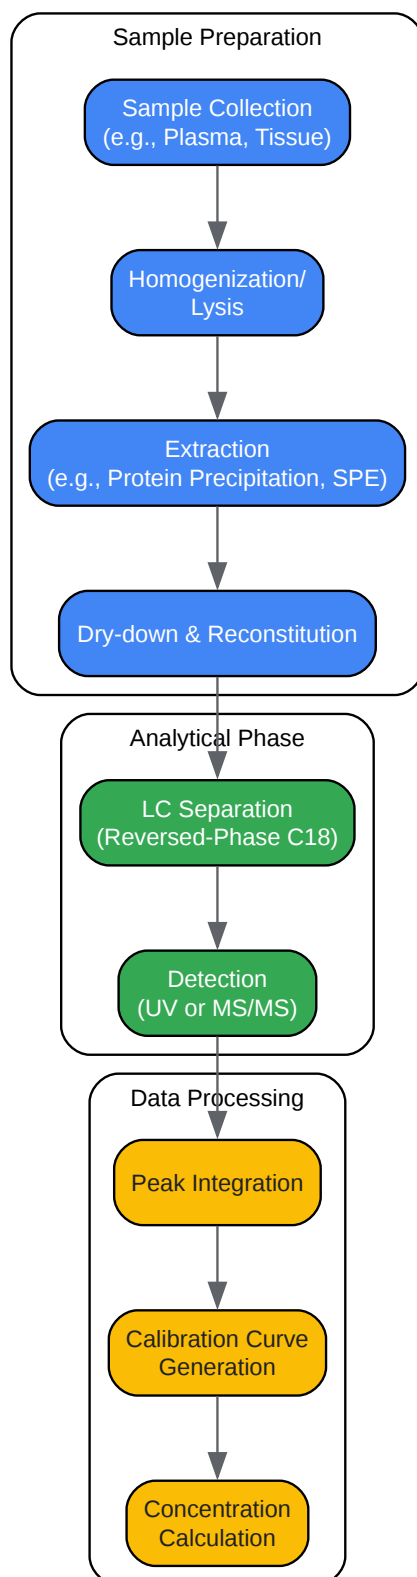 Sample Preparation
Sample Collection
(e.g., Plasma, Tissue)
Homogenization/
Lysis
Extraction
(e.g., Protein Precipitation, SPE)
Dry-down & Reconstitution
Analytical Phase
LC Separation
(Reversed-Phase C18)
Detection
(UV or MS/MS)
Data Processing
Peak Integration
Calibration Curve
Generation
Concentration
Calculation